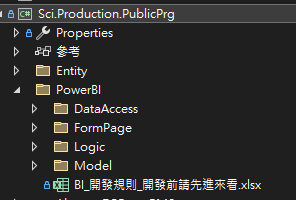 Sci.Production.PublicPrg
Properties
參考
Entity
PowerBI
DataAccess
FormPage
Logic
Model
BI_開發規則_開發前請先進來看.xlsx